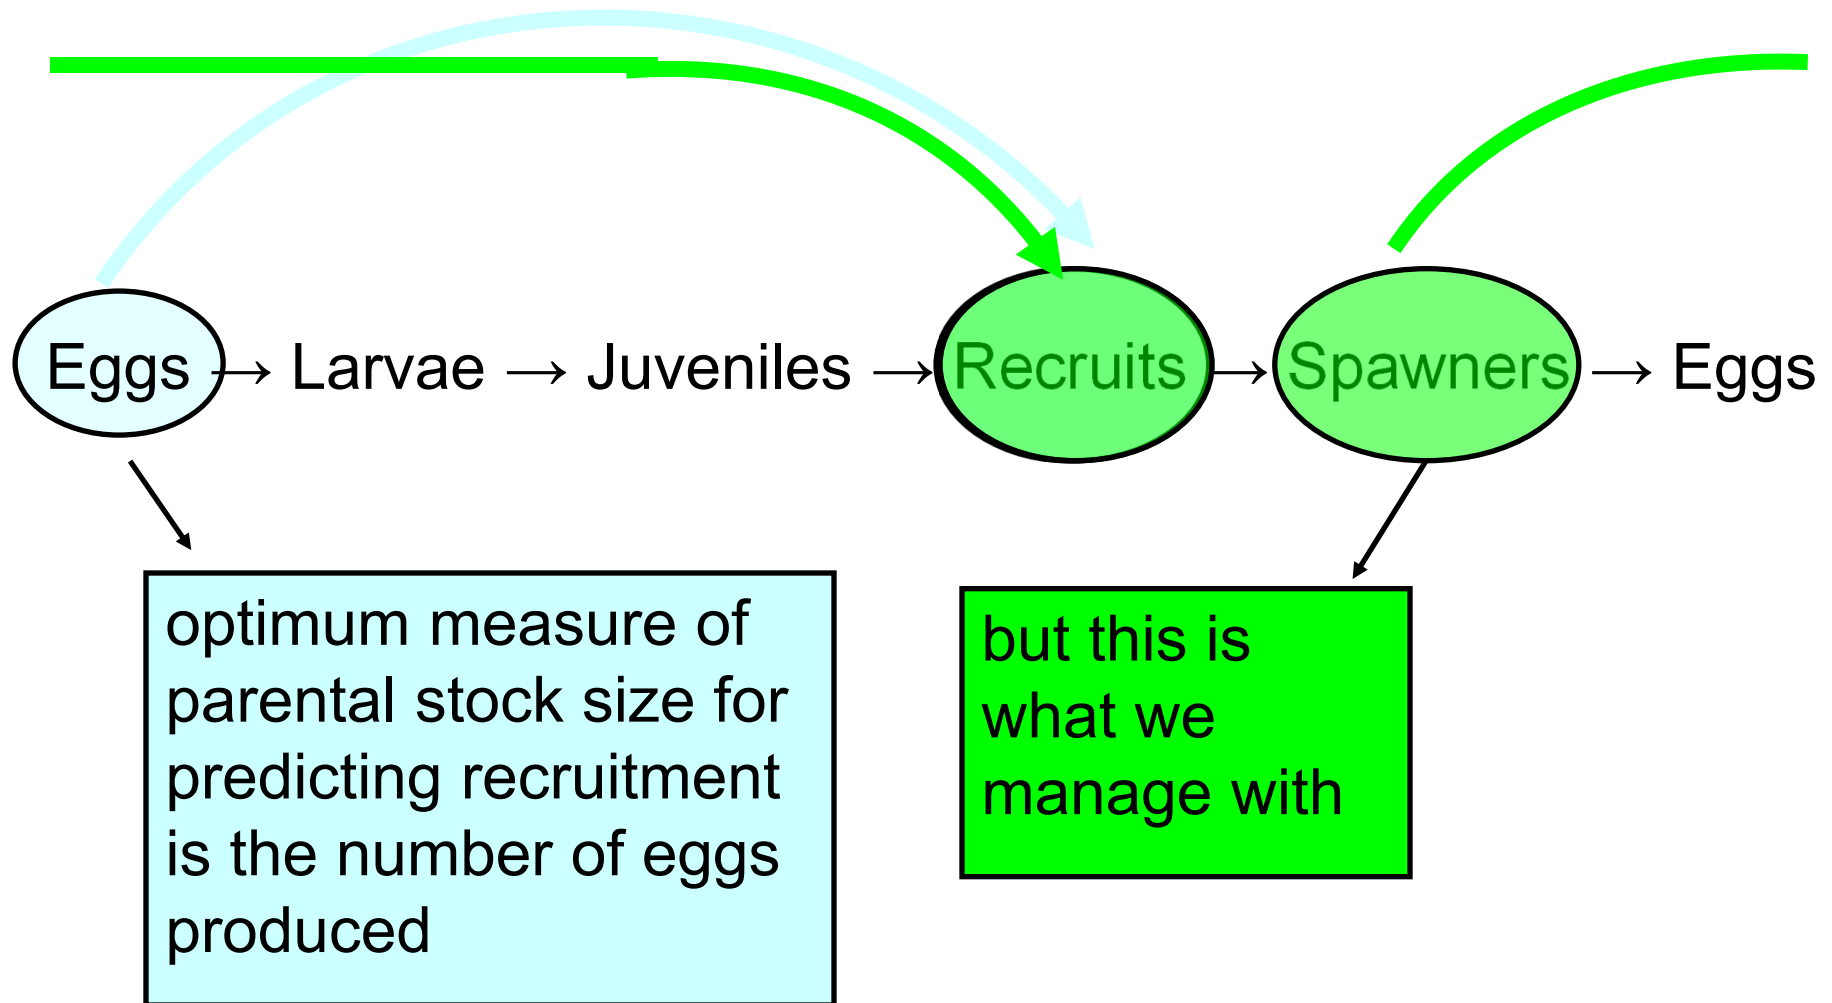 Eggs → Larvae → Juveniles → Recruits → Spawners → Eggs
optimum measure of
parental stock size for
predicting recruitment
is the number of eggs
produced
but this is
what we
manage with